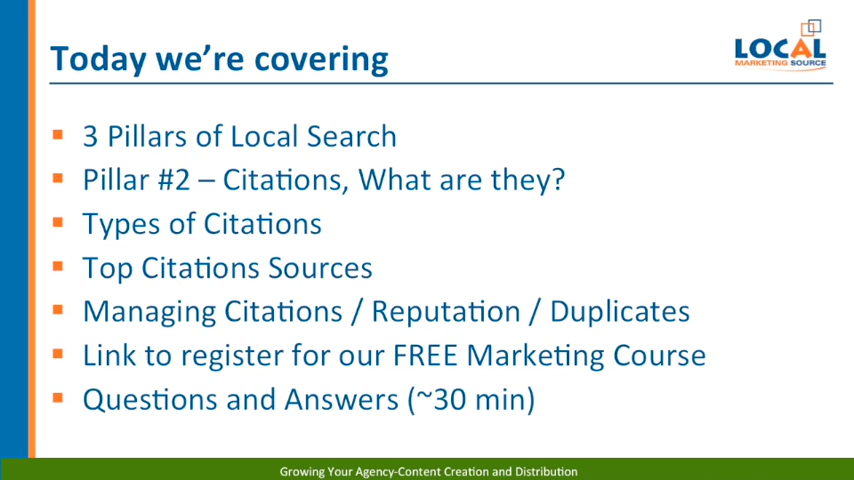 Today we're covering
LOCAL
MARKETING SOURCE
3 Pillars of Local Search
Pillar #2 – Citations, What are they?
Types of Citations
Top Citations Sources
Managing Citations / Reputation / Duplicates
Link to register for our FREE Marketing Course
Questions and Answers (~30 min)
Growing Your Agency-Content Creation and Distribution